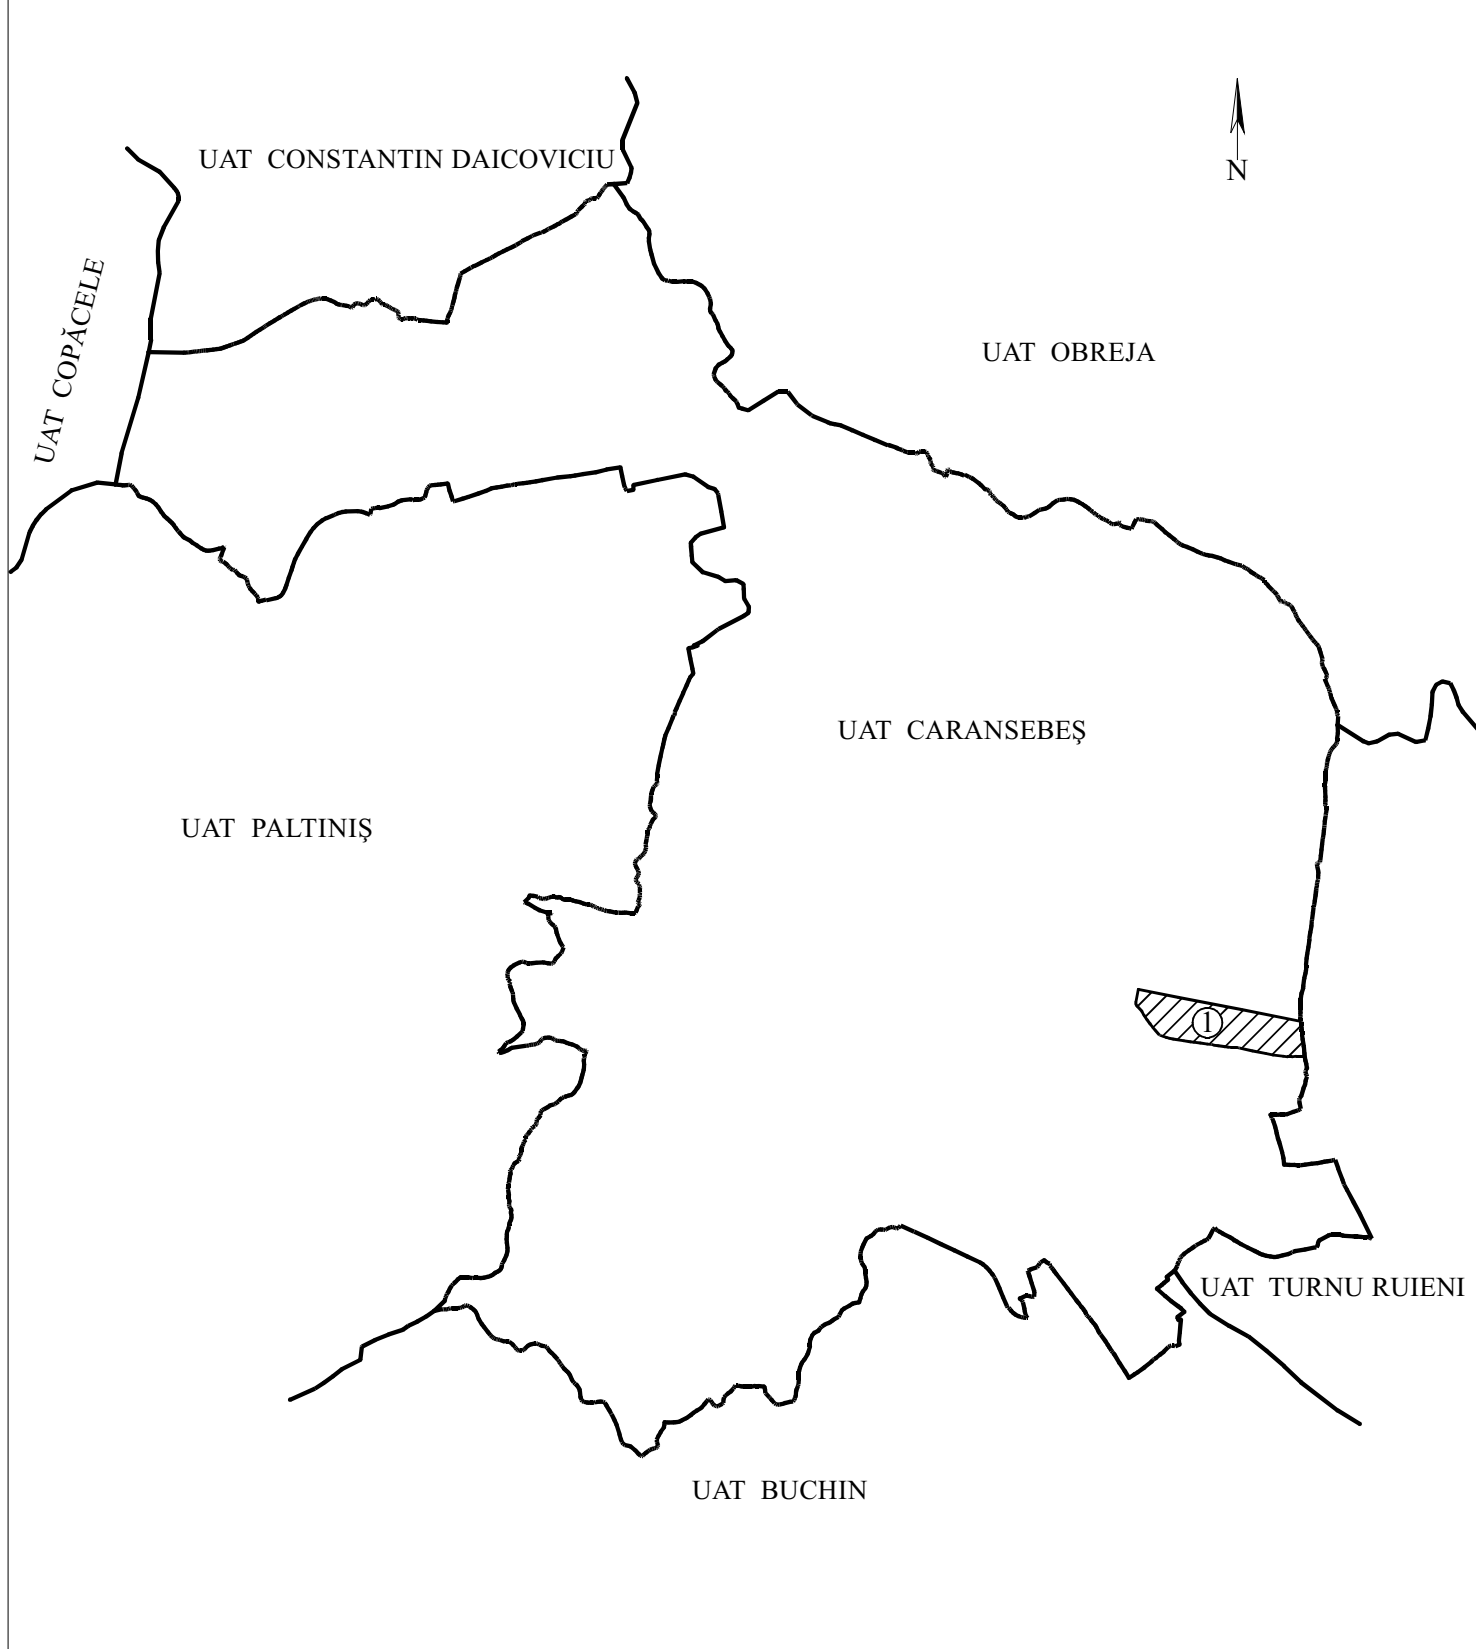 UAT CONSTANTIN DAICOVICIU
N
UAT COPĂCELE
UAT OBREJA
UAT CARANSEBEŞ
UAT PALTINIŞ
1
UAT TURNU RUIENI
UAT BUCHIN